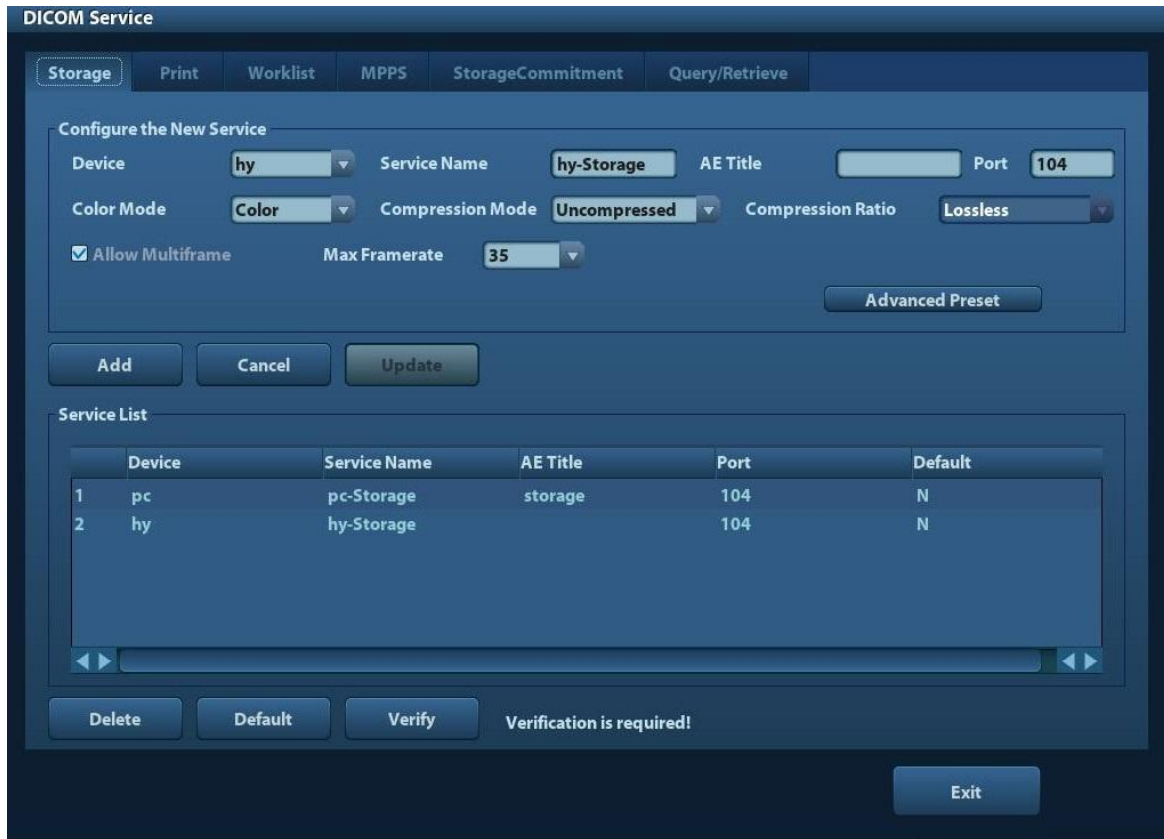 DICOM Service
Storage Print Worklist MPPS StorageCommitment Query/Retrieve
Configure the New Service
Device hy Service Name hy-Storage AE Title Port 104
Color Mode Color Compression Mode Uncompressed Compression Ratio Lossless
Allow Multiframe Max Framerate 35
Advanced Preset
Add Cancel Update
Service List
Device Service Name AE Title Port Default
1 pc pc-Storage storage 104 N
2 hy hy-Storage 104 N
Delete Default Verify Verification is required!
Exit